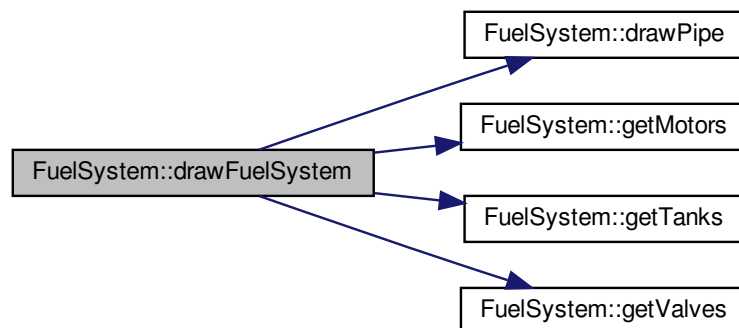 FuelSystem::drawPipe
FuelSystem::getMotors
FuelSystem::drawFuelSystem
FuelSystem::getTanks
FuelSystem::getValves